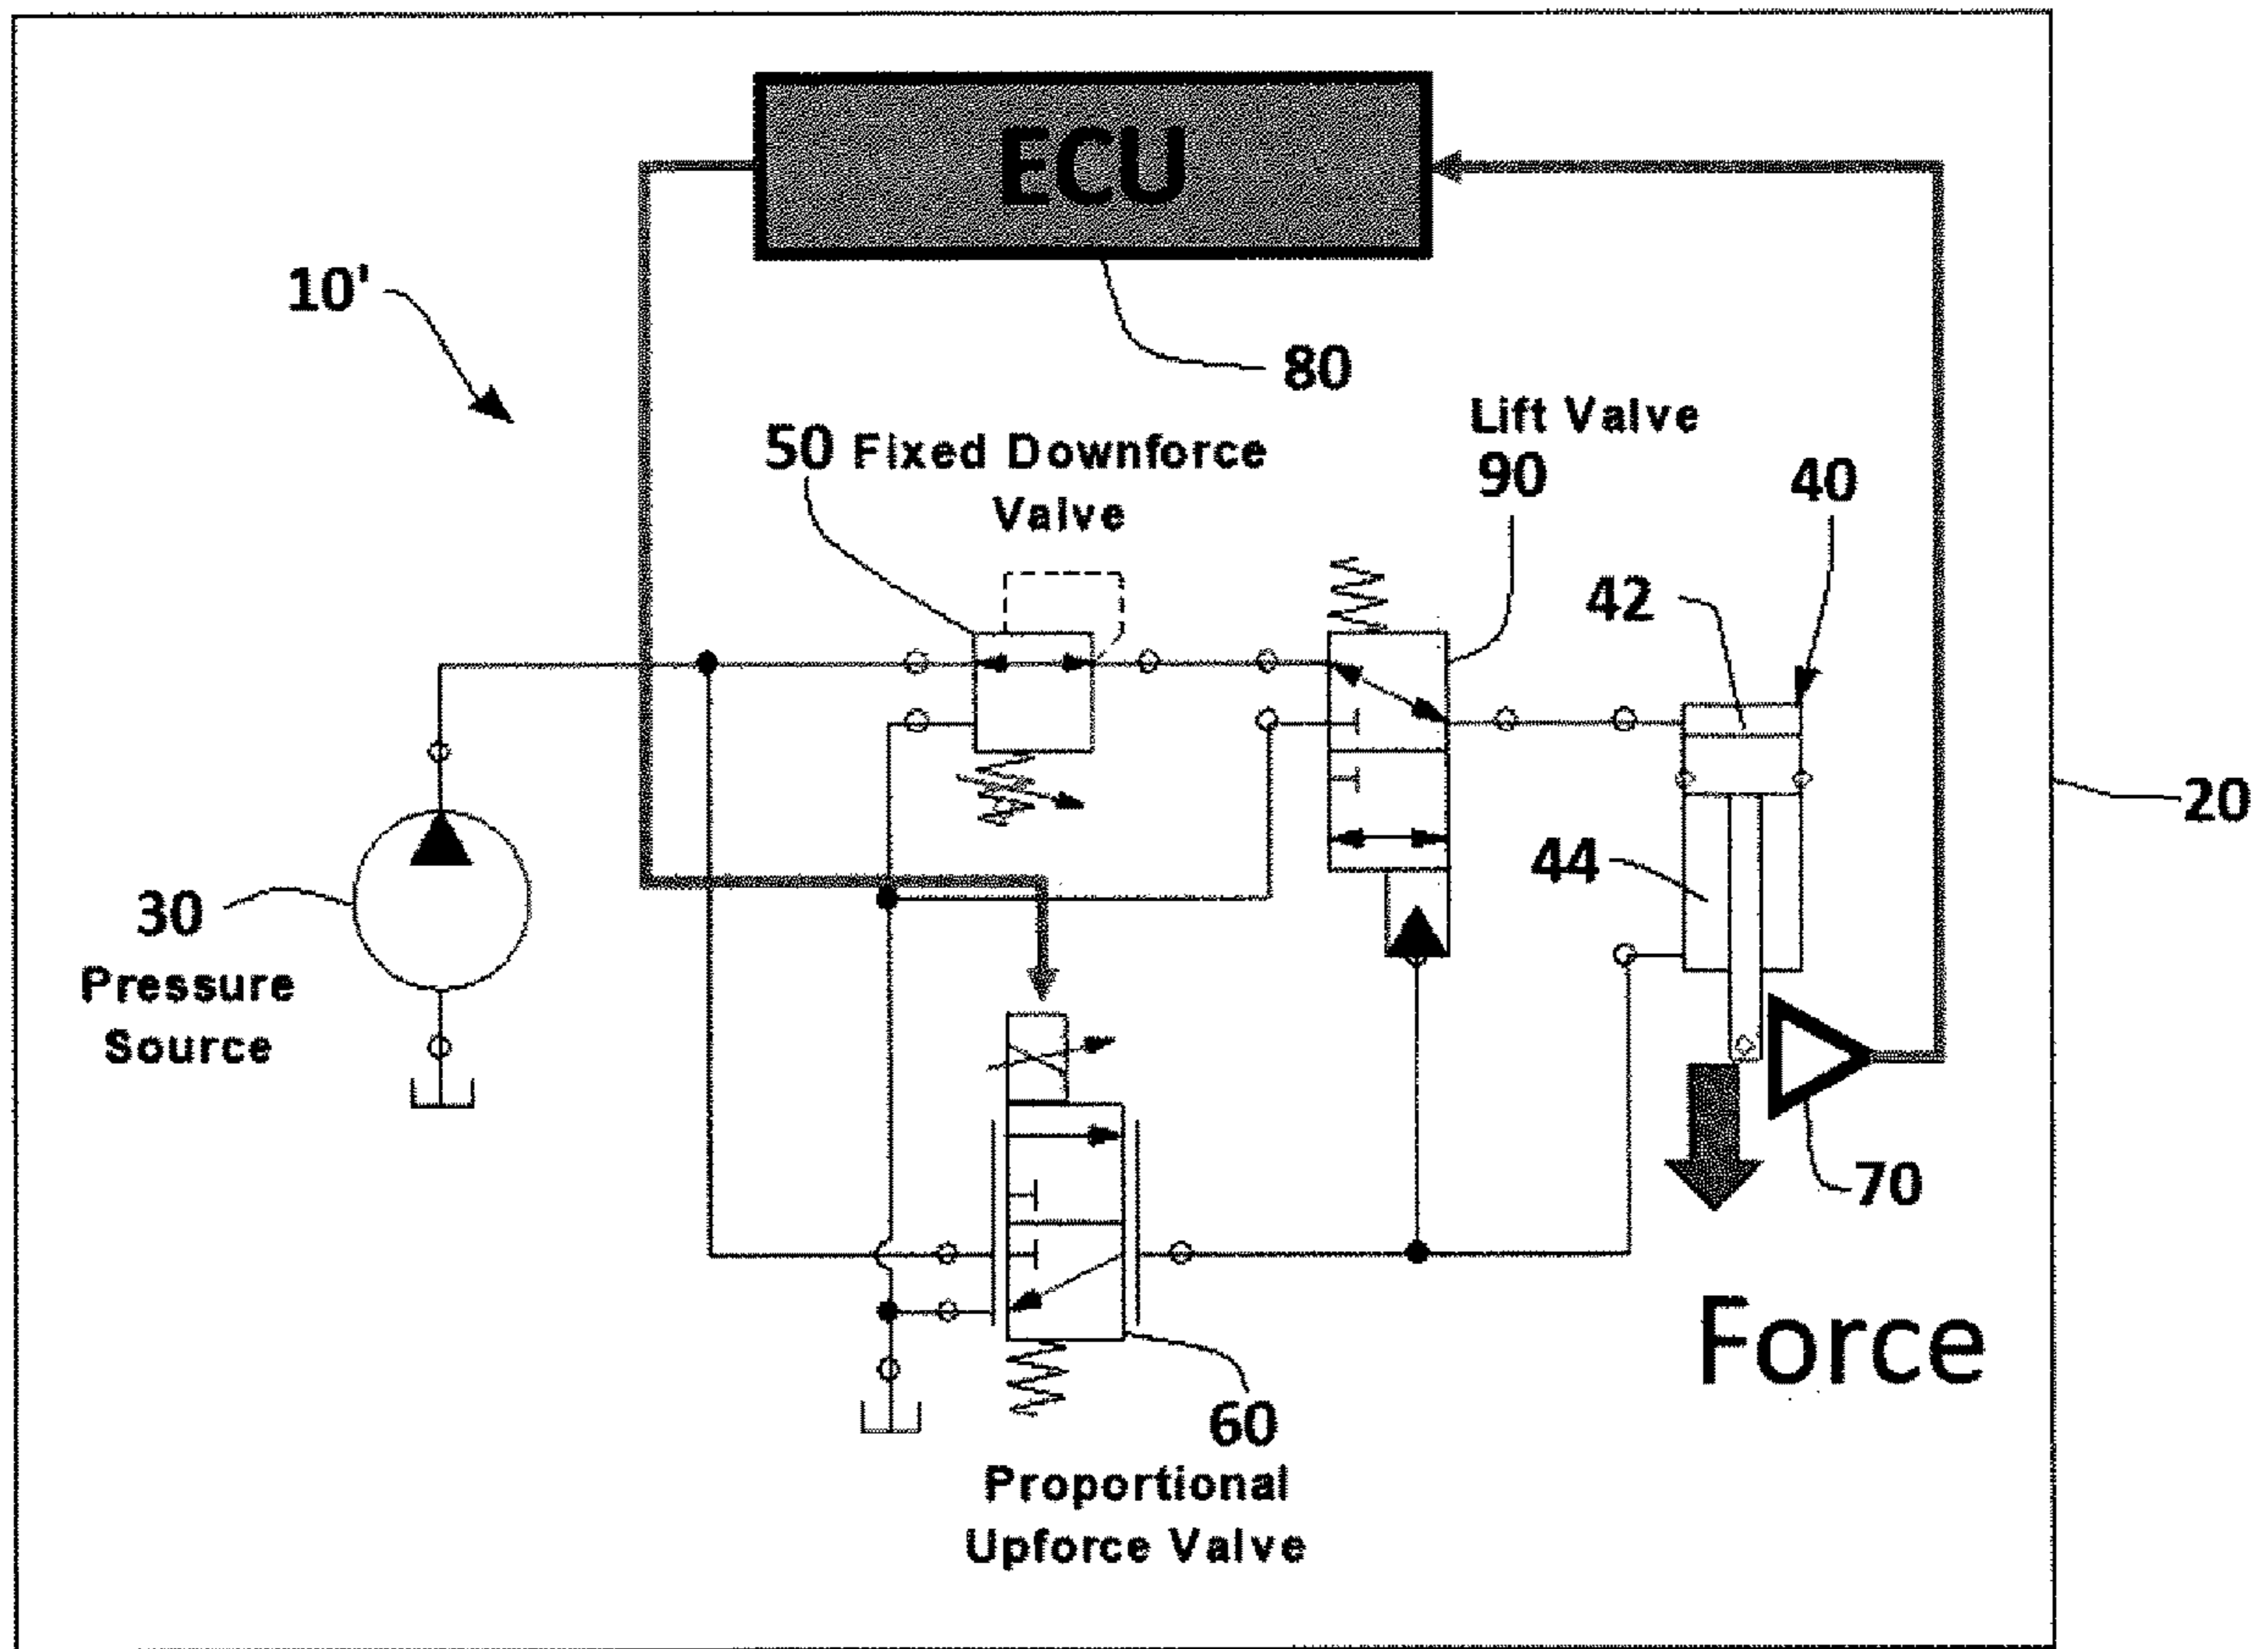 ECU
10'
80
Lift Valve
90
50 Fixed Downforce
Valve
40
42
20
44
30
Pressure
Source
70
Force
60
Proportional
Upforce Valve